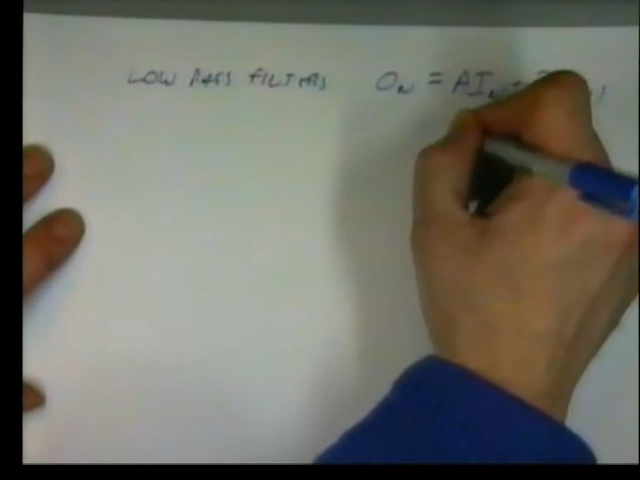 LOW PASS FILTERS O_N = AI_N +